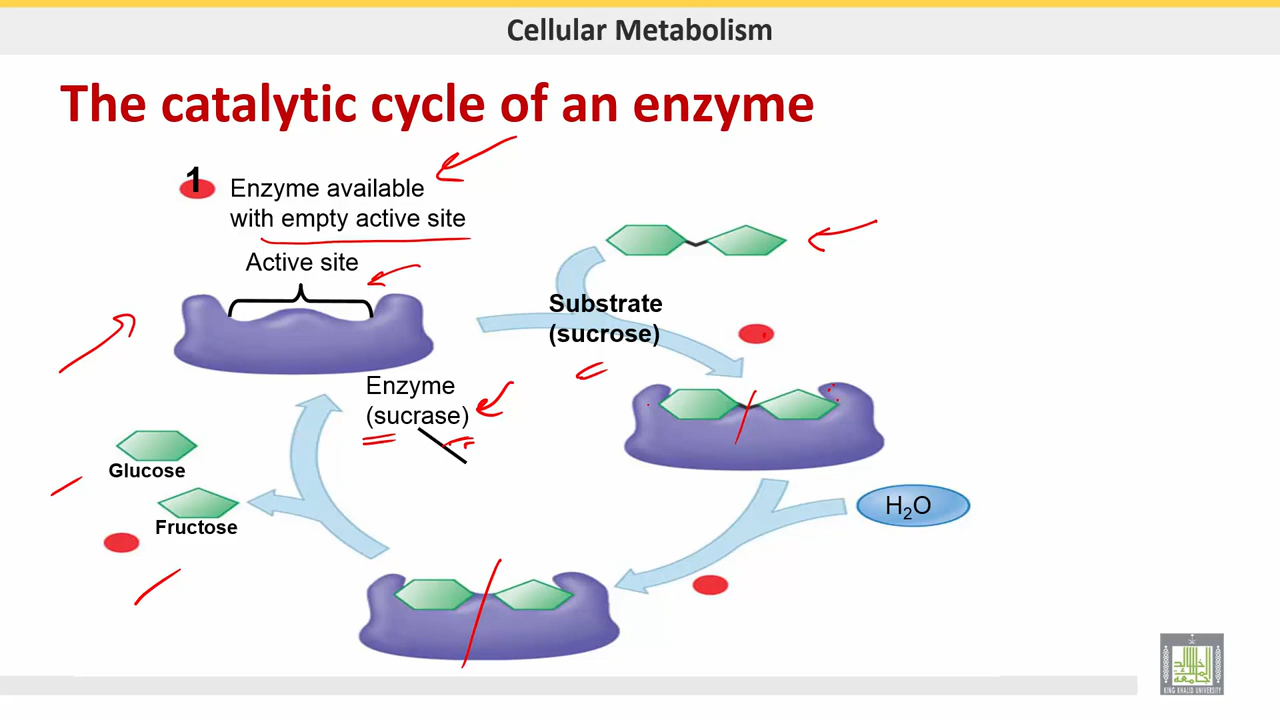 Cellular Metabolism
The catalytic cycle of an enzyme
1
Enzyme available
with empty active site
Active site
Substrate
(sucrose)
Enzyme
(sucrase)
Glucose
Fructose
H₂O
KING KHALID UNIVERSITY